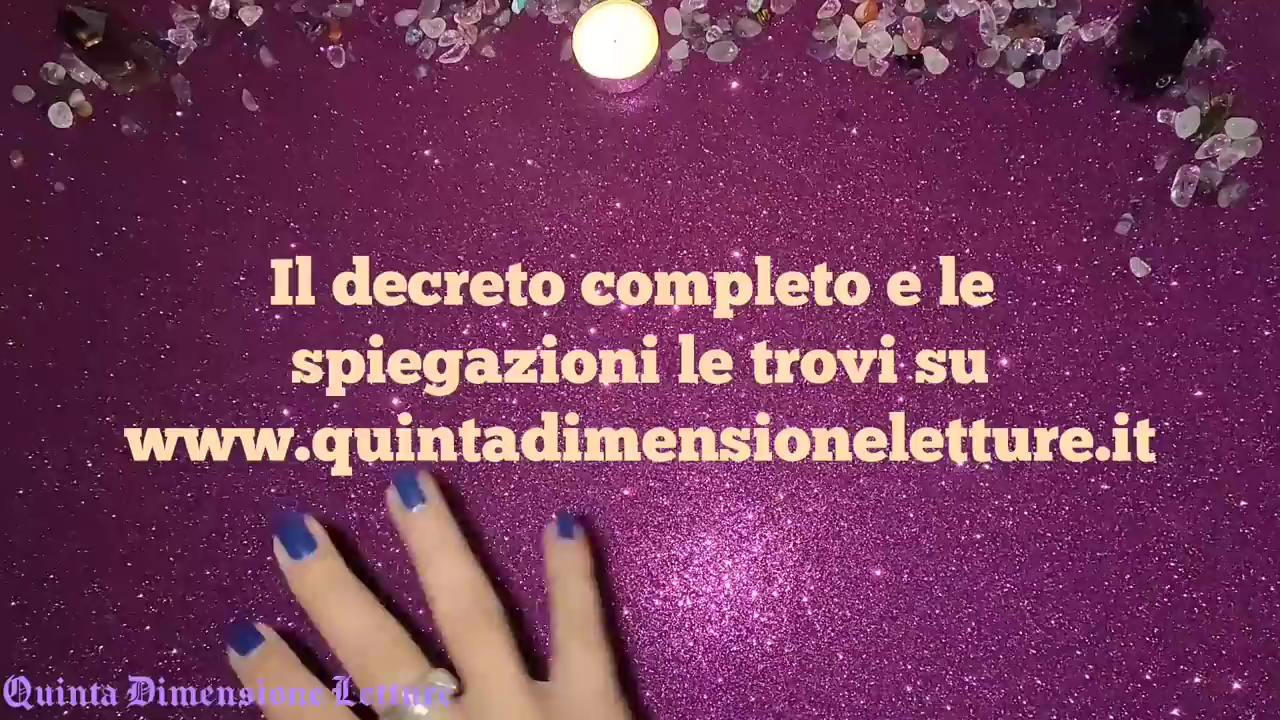 Il decreto completo e le
spiegazioni le trovi su
www.quintadimensioneletture.it
Quinta Dimensione Letture